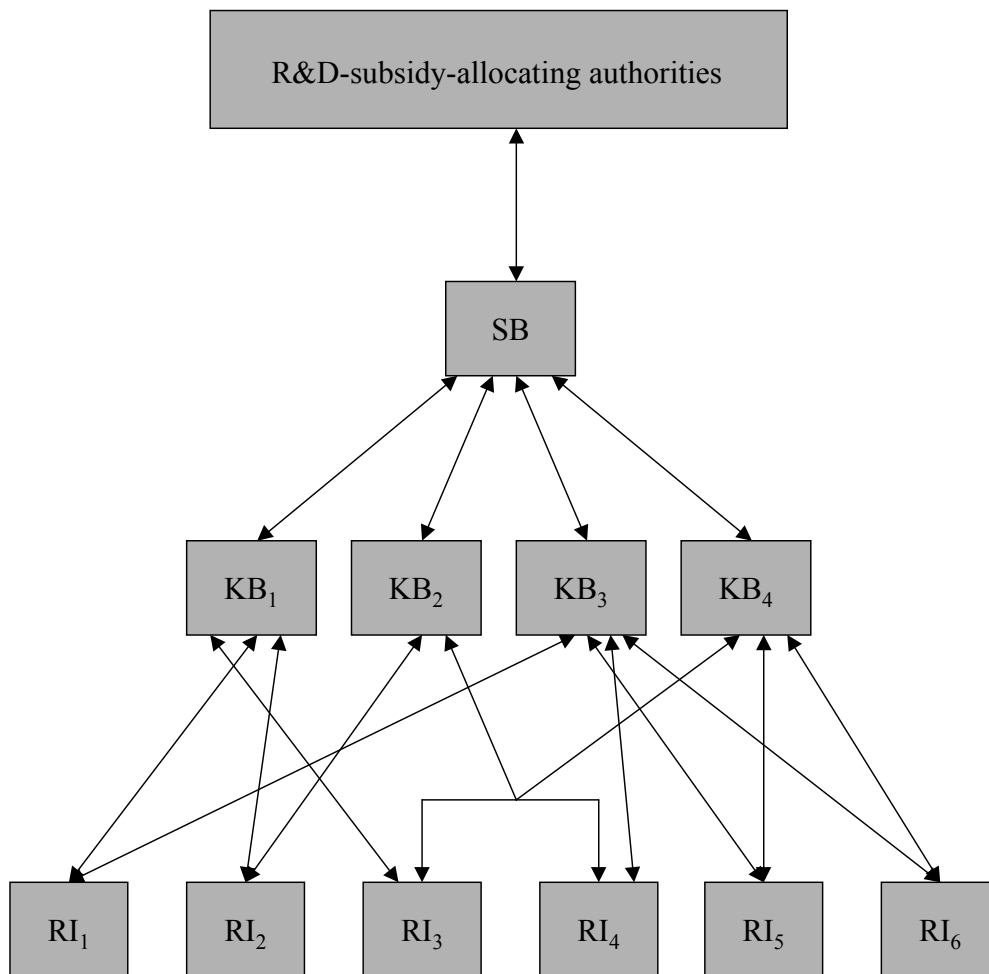 R&D-subsidy-allocating authorities
SB
KB₁ KB₂ KB₃ KB₄
RI₁ RI₂ RI₃ RI₄ RI₅ RI₆